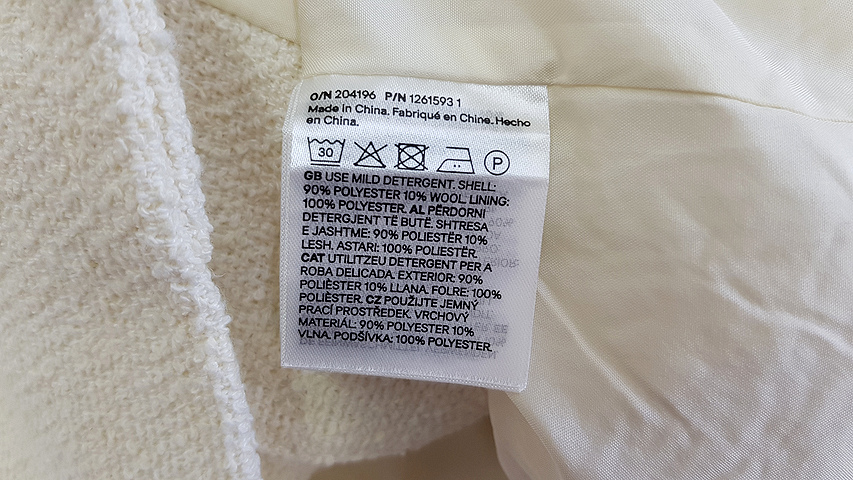 O/N 204196 P/N 1261593 1
Made in China. Fabriqué en Chine. Hecho
en China.
30
P
GB USE MILD DETERGENT. SHELL:
90% POLYESTER 10% WOOL. LINING:
100% POLYESTER. AL PËRDORNI
DETERGJENT TË BUTË. SHTRESA
E JASHTME: 90% POLIESTËR 10%
LESH. ASTARI: 100% POLIESTËR.
CAT UTILITZEU DETERGENT PER A
ROBA DELICADA. EXTERIOR: 90%
POLIÈSTER 10% LLANA. FOLRE: 100%
POLIÈSTER. CZ POUŽIJTE JEMNÝ
PRACÍ PROSTŘEDEK. VRCHOVÝ
MATERIÁL: 90% POLYESTER 10%
VLNA. PODŠÍVKA: 100% POLYESTER.